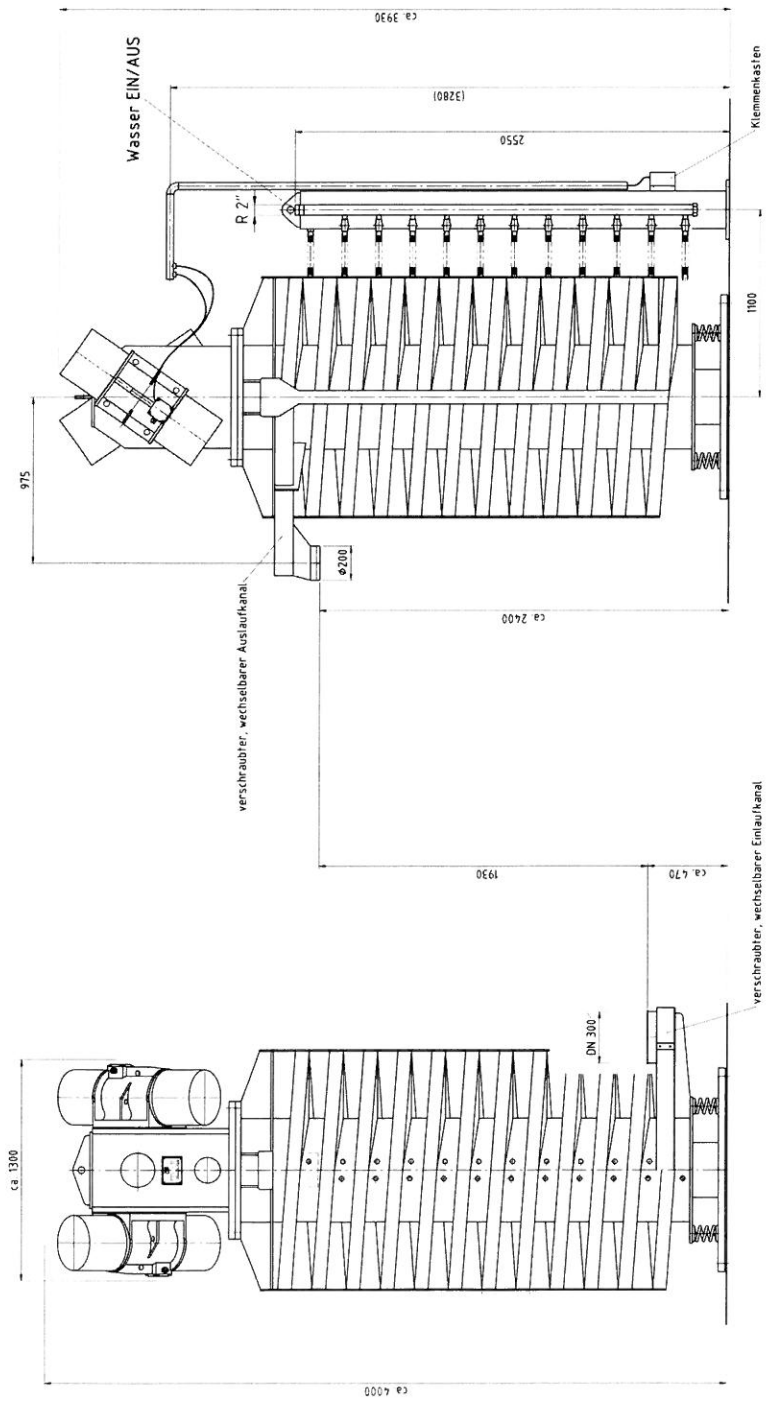 ca. 3930
Wasser EIN/AUS
(3280)
2550
R 2"
Klemmenkasten
1100
975
verschraubter, wechselbarer Auslaufkanal
Φ200
ca. 2400
1930
ca. 470
verschraubter, wechselbarer Einlaufkanal
DN 300
ca. 1300
ca 4000